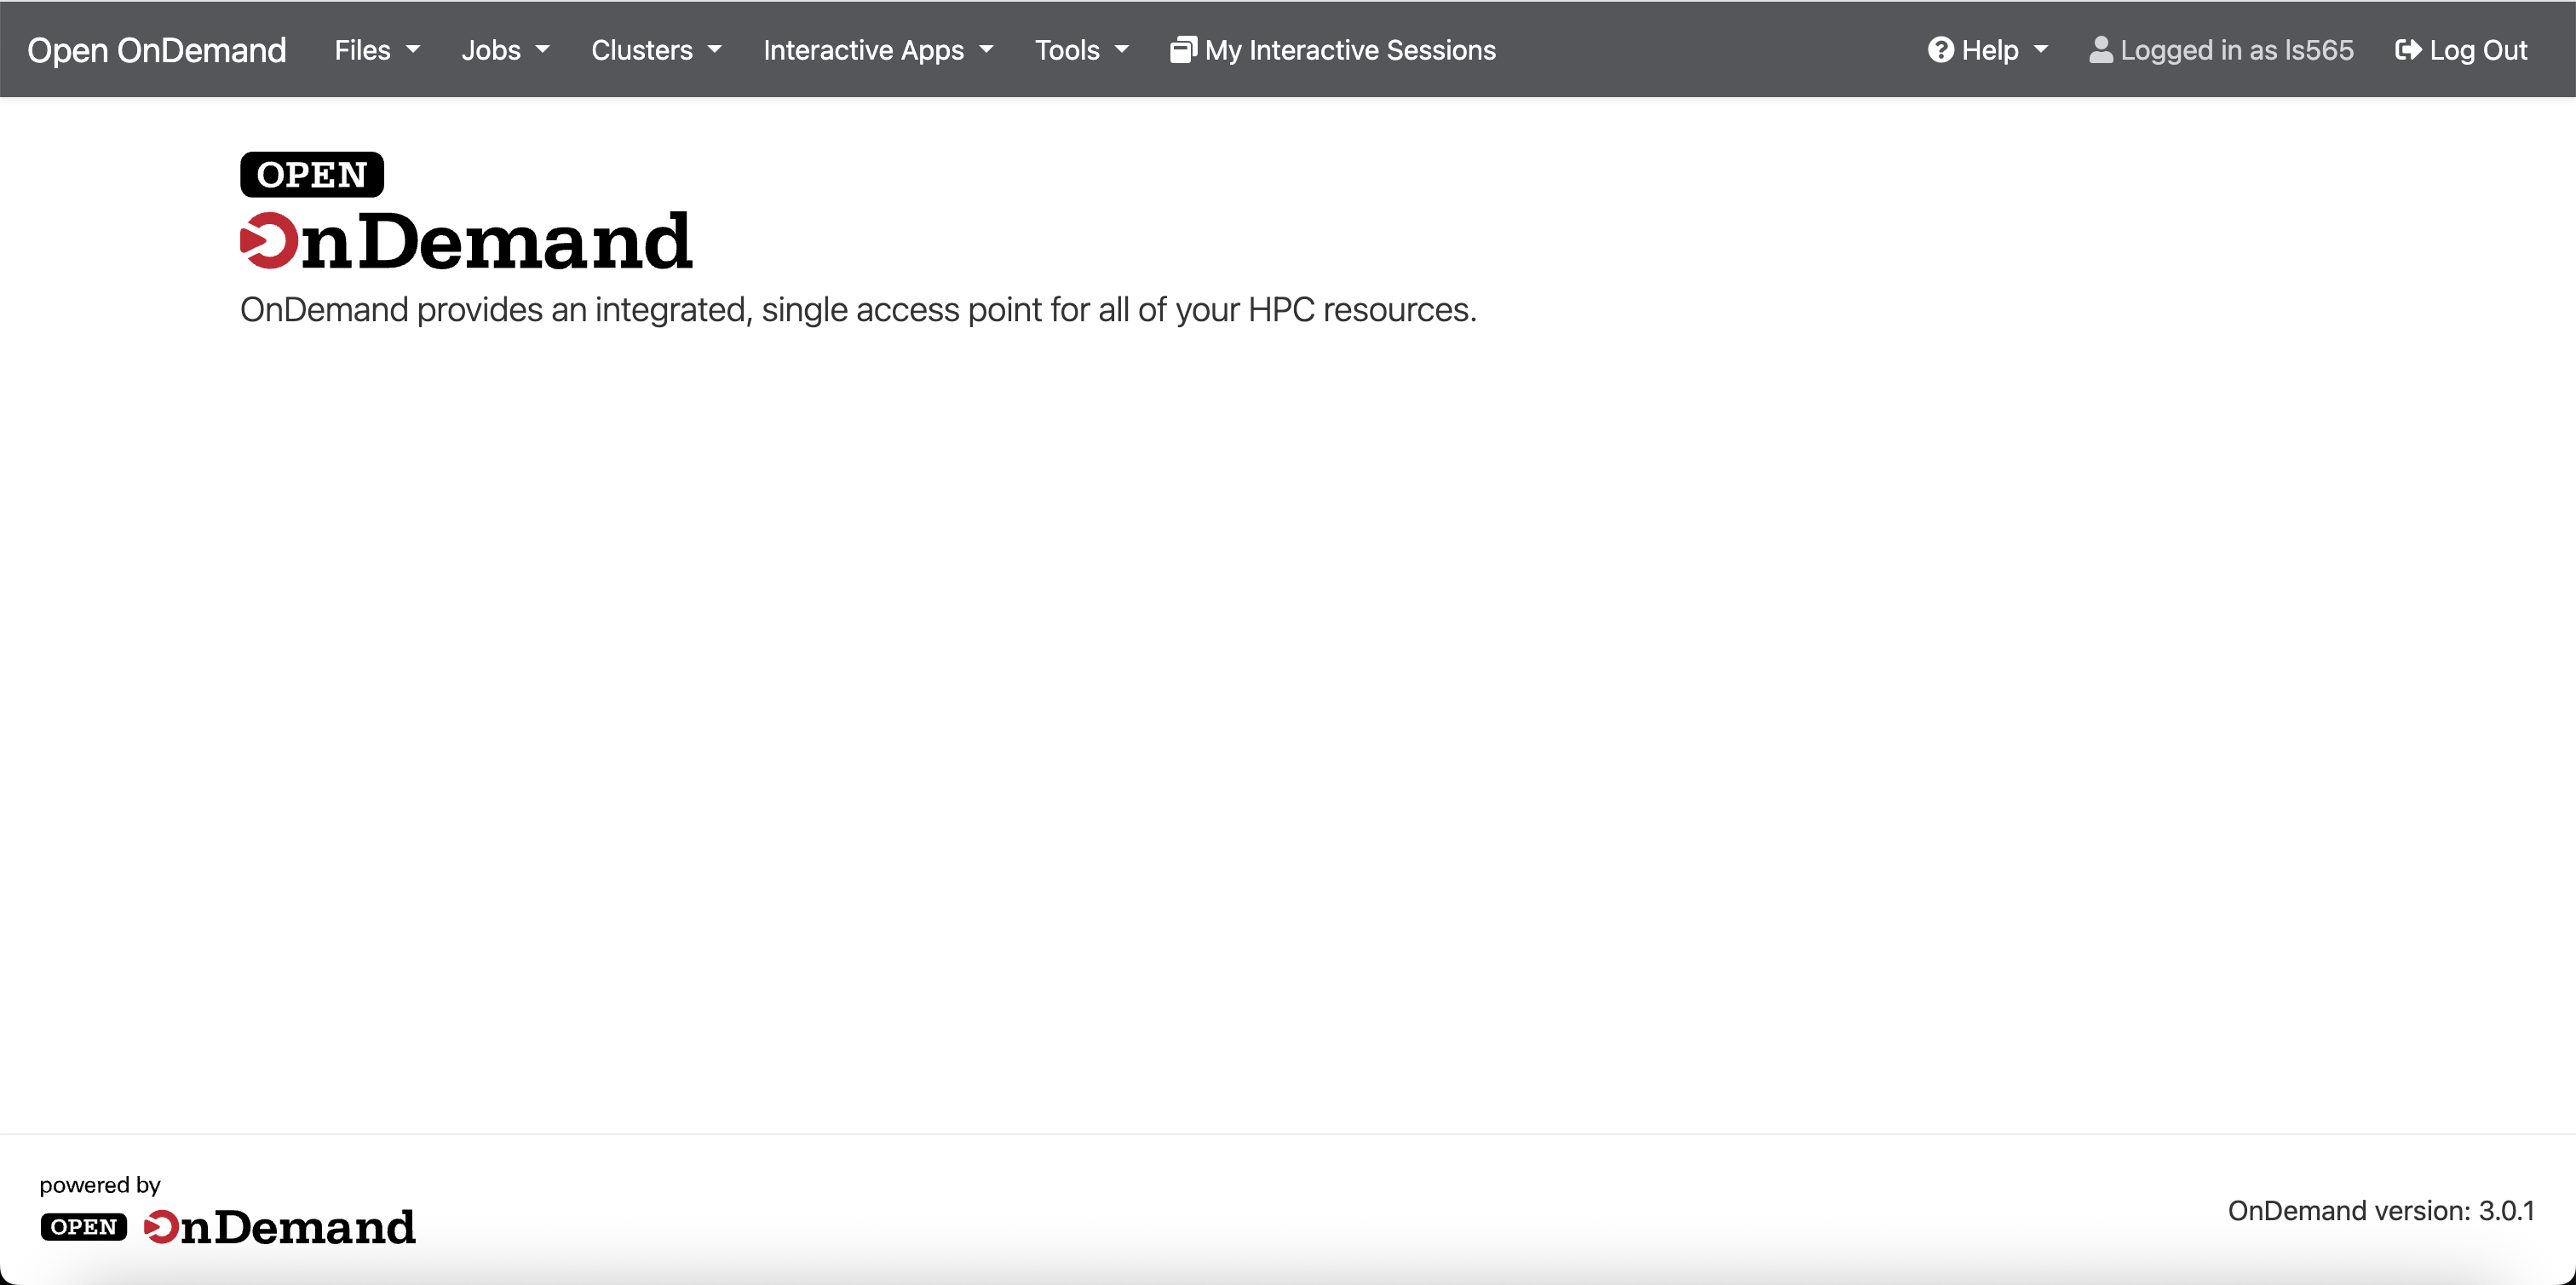 Open OnDemand Files Jobs Clusters Interactive Apps Tools My Interactive Sessions Help Logged in as ls565 Log Out
OPEN
OnDemand
OnDemand provides an integrated, single access point for all of your HPC resources.
powered by
OPEN OnDemand
OnDemand version: 3.0.1